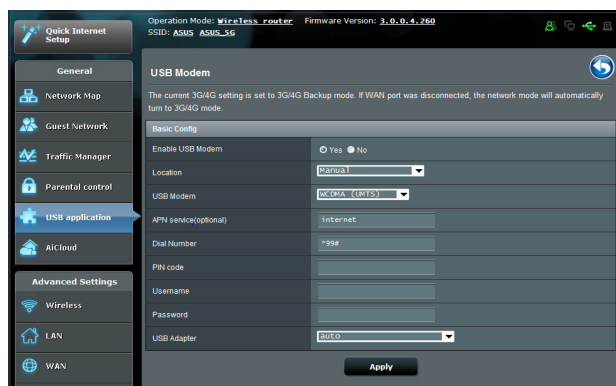 Quick Internet
Setup
Operation Mode: Wireless router Firmware Version: 3.0.0.4.260
SSID: ASUS ASUS_5G
General
Network Map
Guest Network
Traffic Manager
Parental control
USB application
AiCloud
Advanced Settings
Wireless
LAN
WAN
USB Modem
The current 3G/4G setting is set to 3G/4G Backup mode. If WAN port was disconnected, the network mode will automatically
turn to 3G/4G mode.
Basic Config
Enable USB Modem Yes No
Location Manual
USB Modem WCDMA (UMTS)
APN service(optional) internet
Dial Number *99#
PIN code
Username
Password
USB Adapter auto
Apply